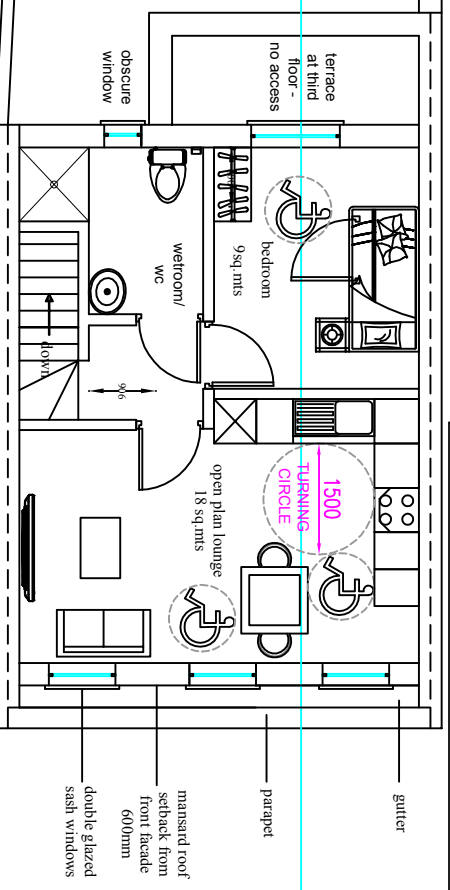 terrace
at third
floor -
no access
obscure
window
bedroom
9sq.mts
wetroom/
wc
down
906
1500
TURNING
CIRCLE
open plan lounge
18 sq.mts
gutter
parapet
mansard roof
setback from
front facade
600mm
double glazed
sash windows